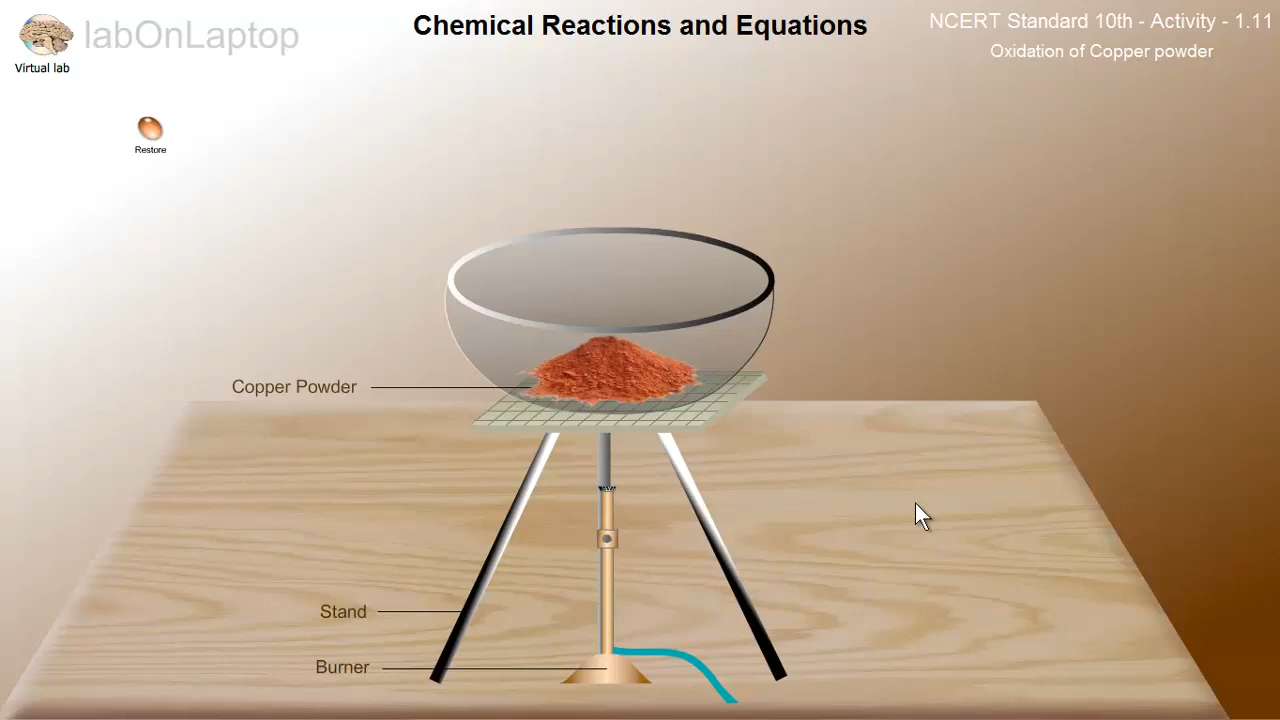 labOnLaptop
Virtual lab
Chemical Reactions and Equations
NCERT Standard 10th - Activity - 1.11
Oxidation of Copper powder
Restore
Copper Powder
Stand
Burner